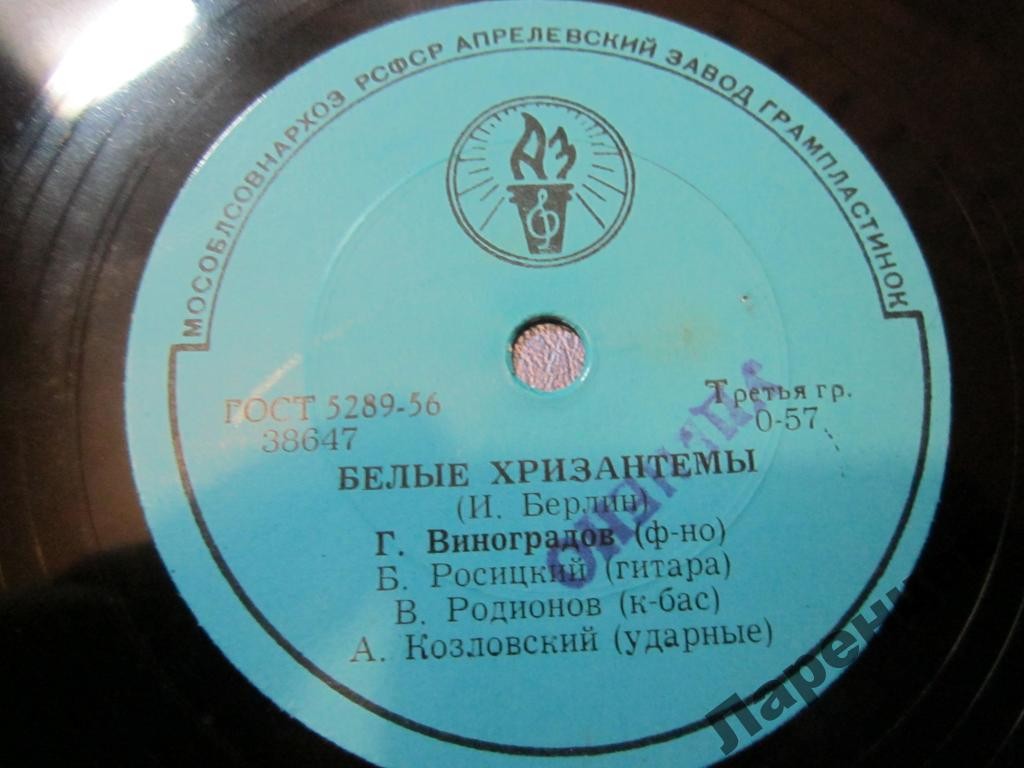 МОСОБЛСОВНАРХОЗ РСФСР АПРЕЛЕВСКИЙ ЗАВОД ГРАМПЛАСТИНОК
АЗ
ГОСТ 5289-56
38647
Третья гр.
0-57
БЕЛЫЕ ХРИЗАНТЕМЫ
(И. Берлин)
Г. Виноградов (ф-но)
Б. Росицкий (гитара)
В. Родионов (к-бас)
А. Козловский (ударные)